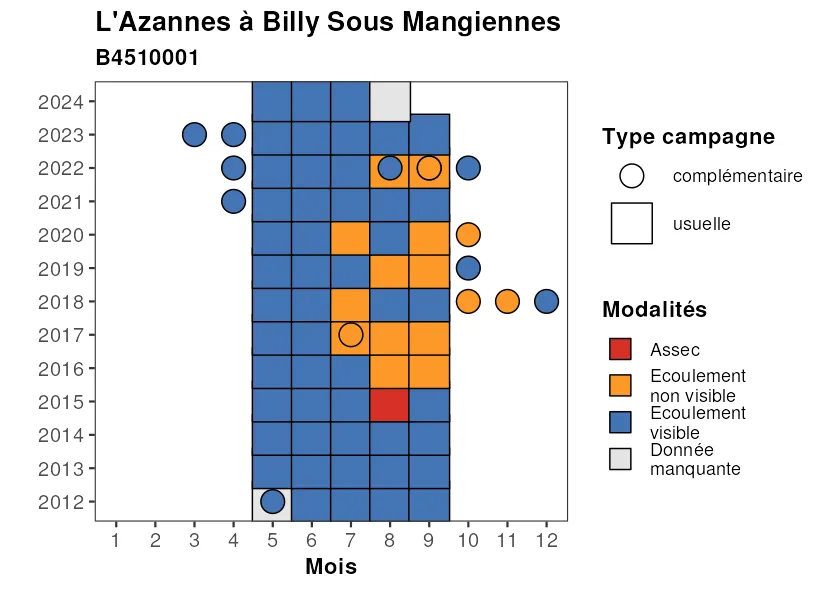 L'Azannes à Billy Sous Mangiennes
B4510001
2024
2023
2022
2021
2020
2019
2018
2017
2016
2015
2014
2013
2012
1 2 3 4 5 6 7 8 9 10 11 12
Mois
Type campagne
complémentaire
usuelle
Modalités
Assec
Ecoulement
non visible
Ecoulement
visible
Donnée
manquante